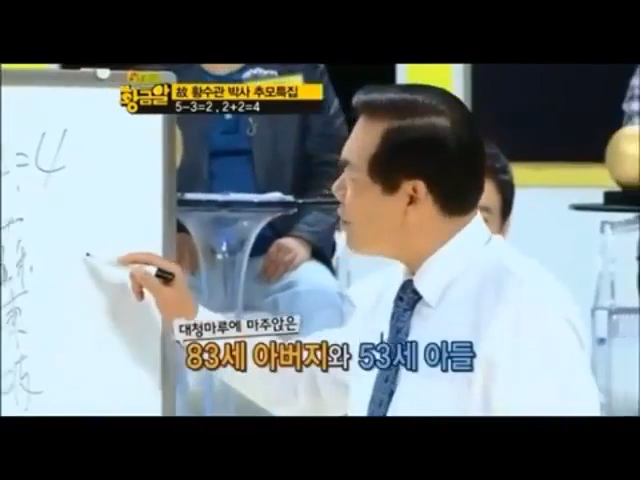 황금알
故 황수관 박사 추모특집
5-3=2 , 2+2=4
=4
대청마루에 마주앉은
83세 아버지와 53세 아들